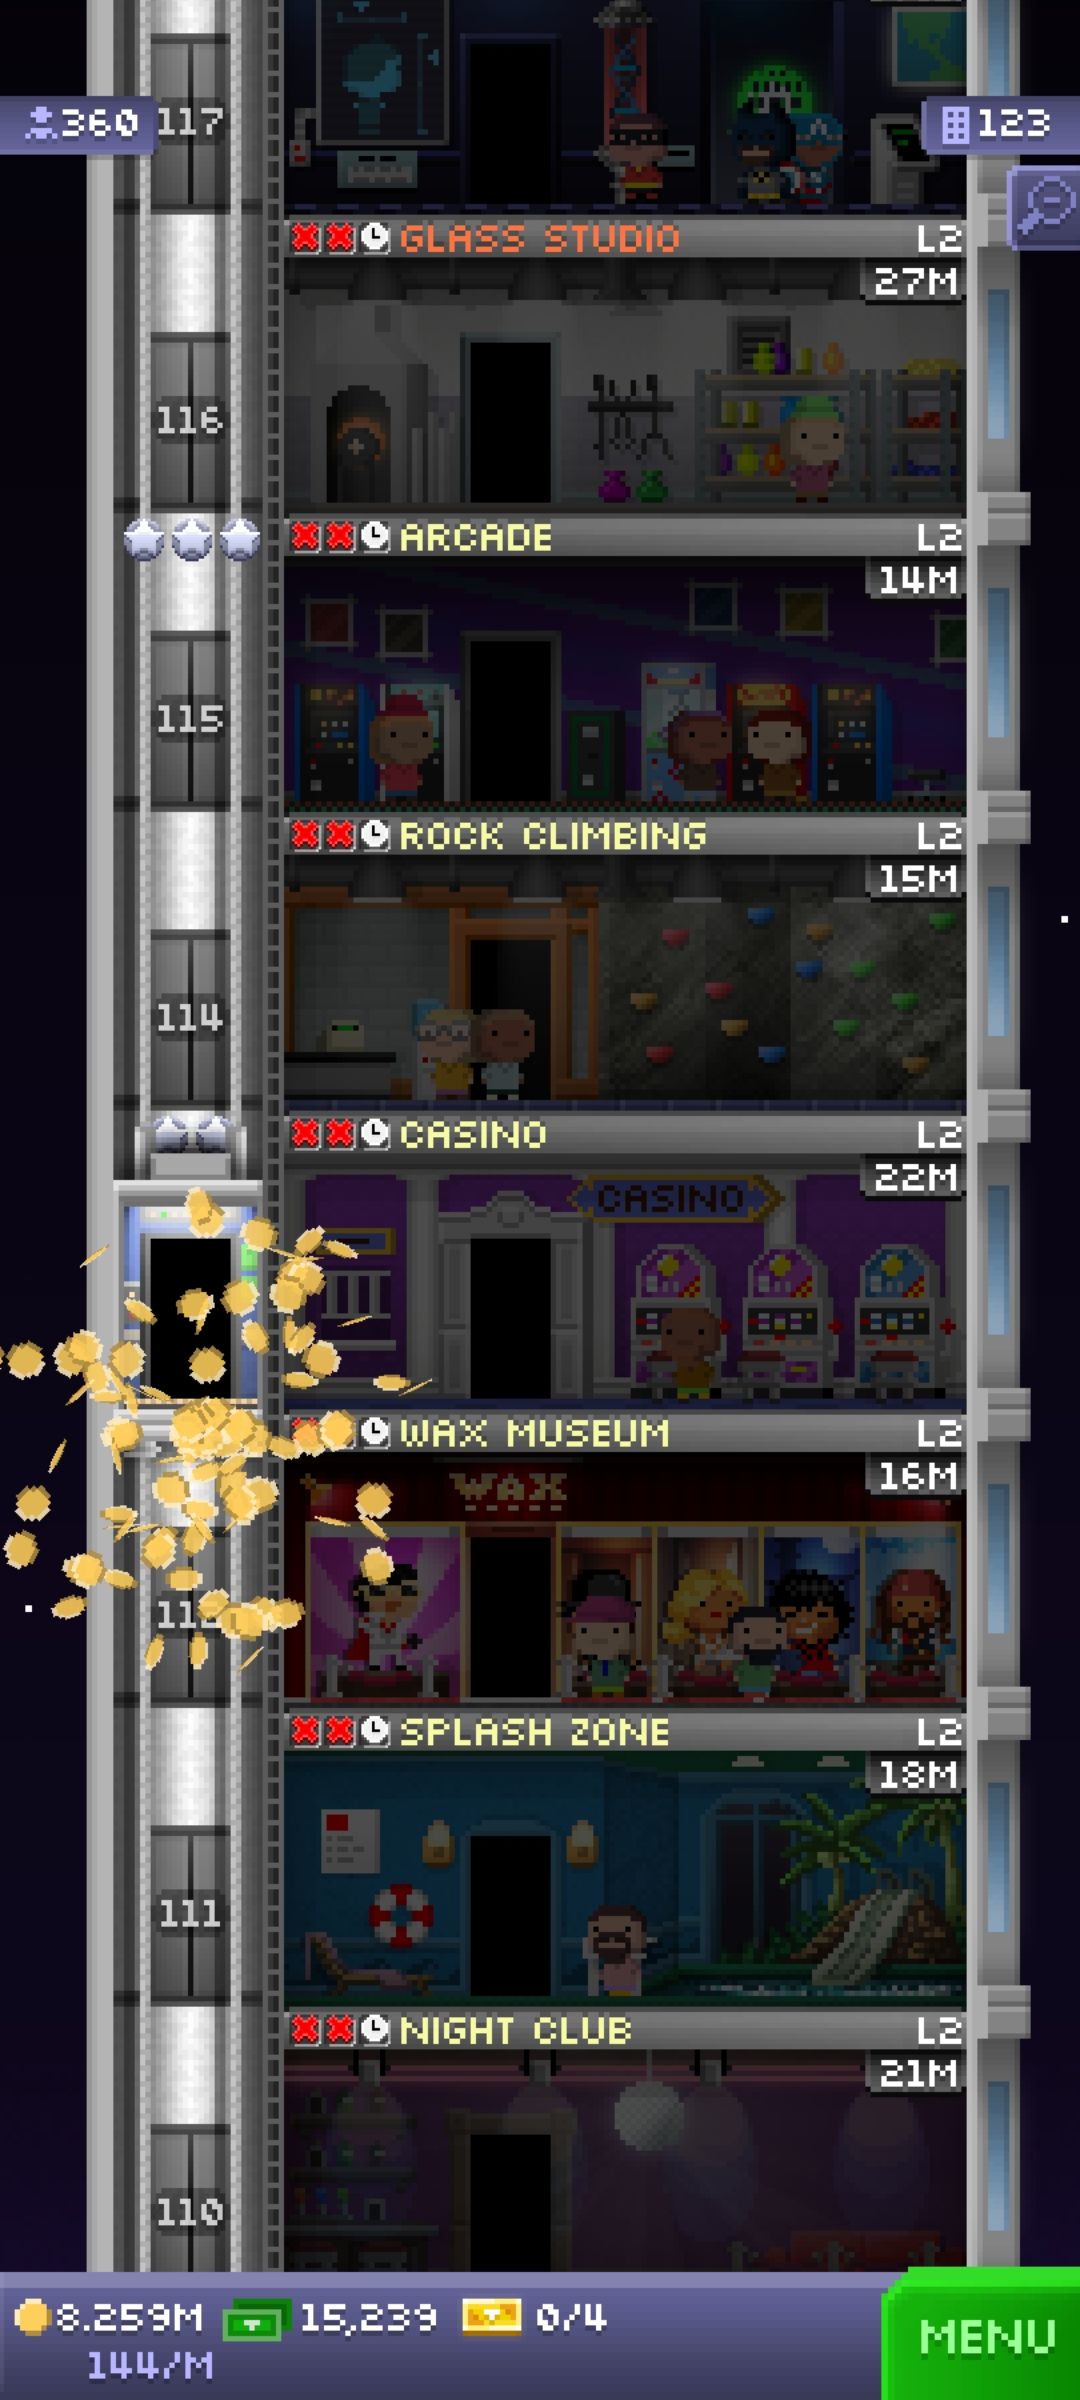 360
117
123
GLASS STUDIO L2
27M
116
ARCADE L2
14M
115
ROCK CLIMBING L2
15M
114
CASINO L2
22M
CASINO
WAX MUSEUM L2
16M
WAX
SPLASH ZONE L2
18M
111
NIGHT CLUB L2
21M
110
8.259M 15,239 0/4
144/M
MENU